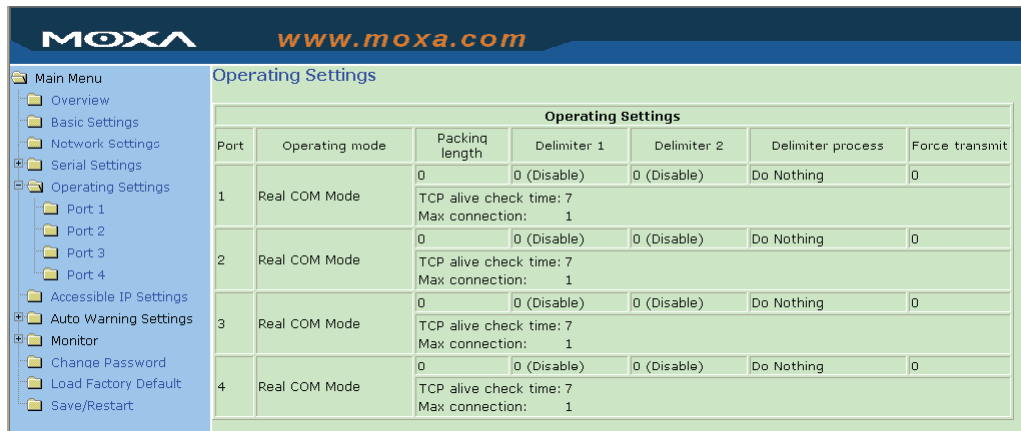 MOXA www.moxa.com
Main Menu
Overview
Basic Settings
Network Settings
Serial Settings
Operating Settings
Port 1
Port 2
Port 3
Port 4
Accessible IP Settings
Auto Warning Settings
Monitor
Change Password
Load Factory Default
Save/Restart
Operating Settings
Operating Settings
Port Operating mode Packing length Delimiter 1 Delimiter 2 Delimiter process Force transmit
1 Real COM Mode 0 0 (Disable) 0 (Disable) Do Nothing 0
TCP alive check time: 7
Max connection: 1
2 Real COM Mode 0 0 (Disable) 0 (Disable) Do Nothing 0
TCP alive check time: 7
Max connection: 1
3 Real COM Mode 0 0 (Disable) 0 (Disable) Do Nothing 0
TCP alive check time: 7
Max connection: 1
4 Real COM Mode 0 0 (Disable) 0 (Disable) Do Nothing 0
TCP alive check time: 7
Max connection: 1